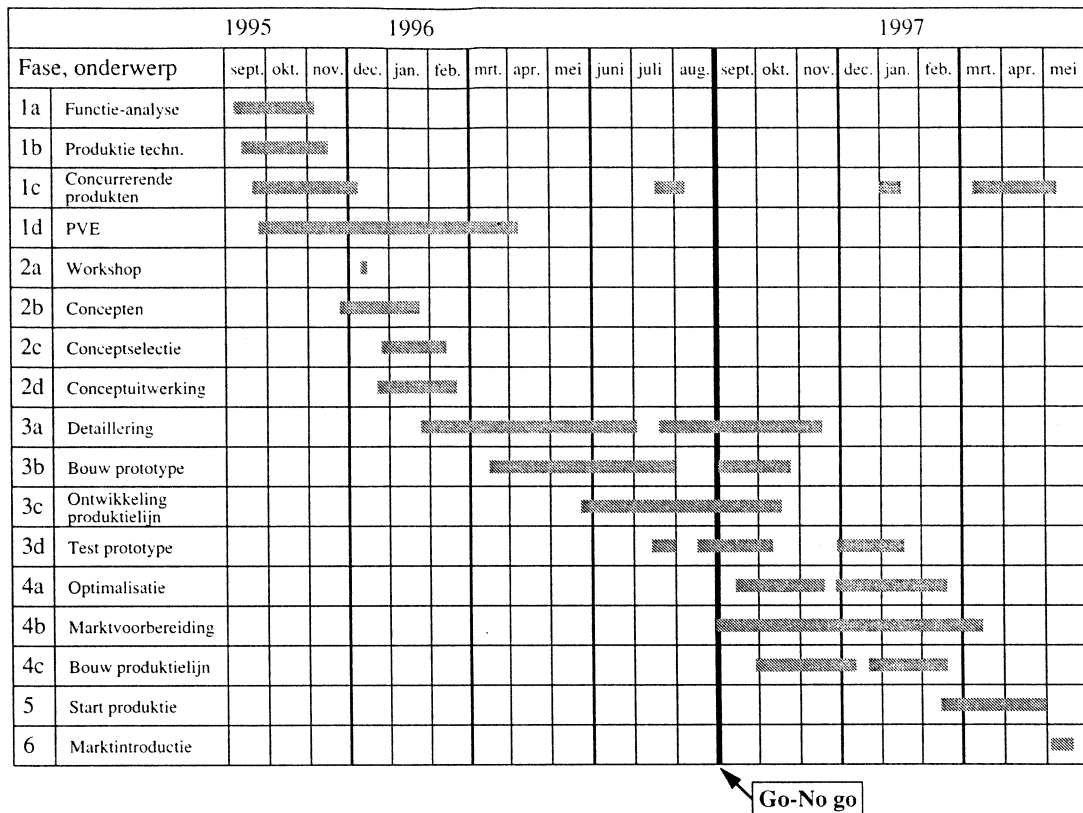 1995 1996 1997
Fase, onderwerp sept. okt. nov. dec. jan. feb. mrt. apr. mei juni juli aug. sept. okt. nov. dec. jan. feb. mrt. apr. mei
1a Functie-analyse
1b Produktie techn.
1c Concurrerende
produkten
1d PVE
2a Workshop
2b Concepten
2c Conceptselectie
2d Conceptuitwerking
3a Detaillering
3b Bouw prototype
3c Ontwikkeling
produktielijn
3d Test prototype
4a Optimalisatie
4b Marktvoorbereiding
4c Bouw produktielijn
5 Start produktie
6 Marktintroductie
Go-No go